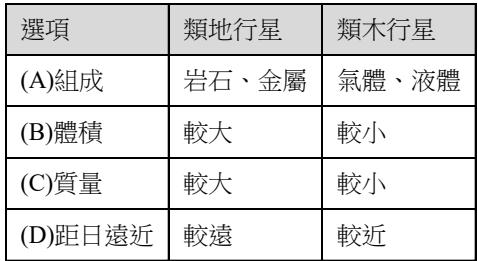 選項 類地行星 類木行星
(A)組成 岩石、金屬 氣體、液體
(B)體積 較大 較小
(C)質量 較大 較小
(D)距日遠近 較遠 較近